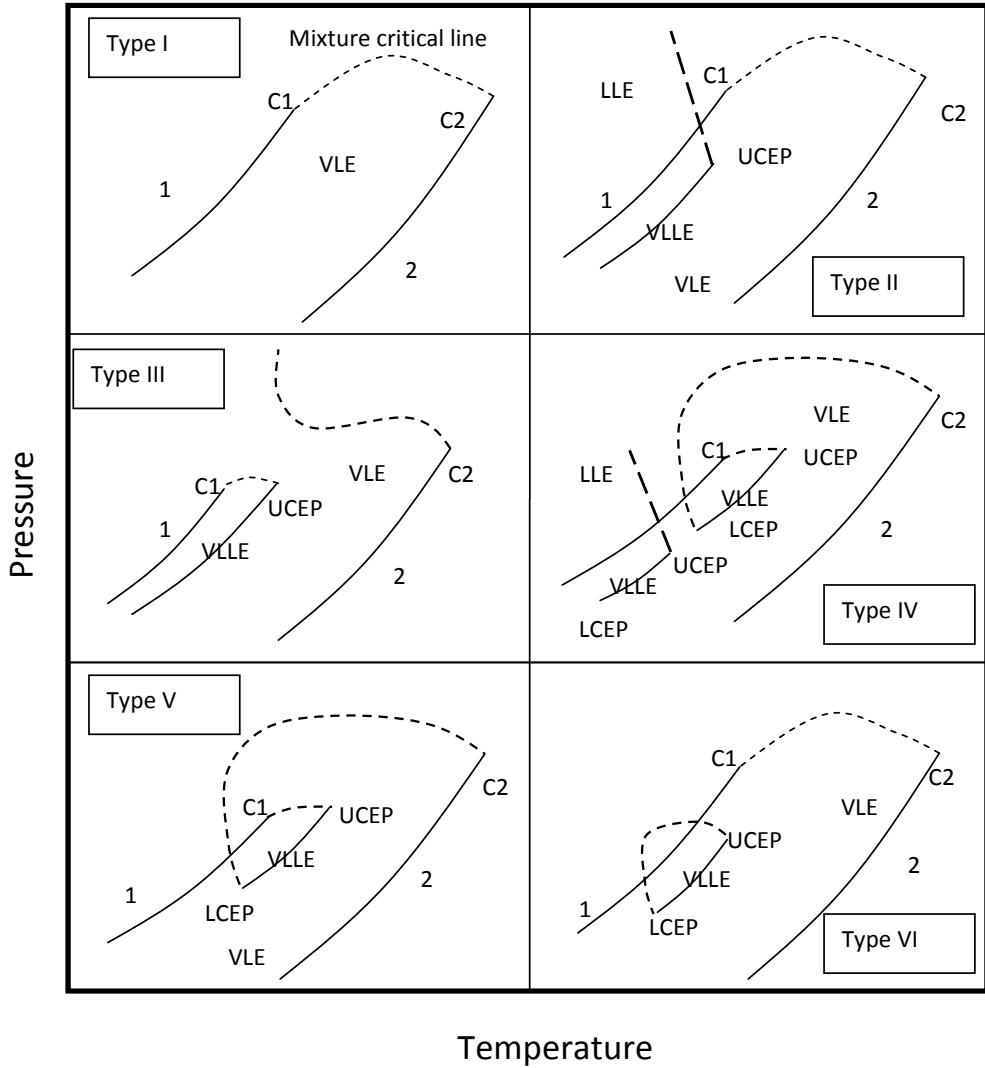 Type I
Mixture critical line
C1
C2
VLE
1
2
LLE
C1
C2
UCEP
1
2
VLLE
VLE
Type II
Type III
VLE
C2
C1
UCEP
1
VLLE
2
VLE
C2
C1
UCEP
LLE
VLLE
LCEP
2
UCEP
VLLE
Type IV
LCEP
Type V
C2
C1
UCEP
VLLE
2
1
LCEP
VLE
C1
C2
VLE
UCEP
VLLE
2
1
LCEP
Type VI
Pressure
Temperature